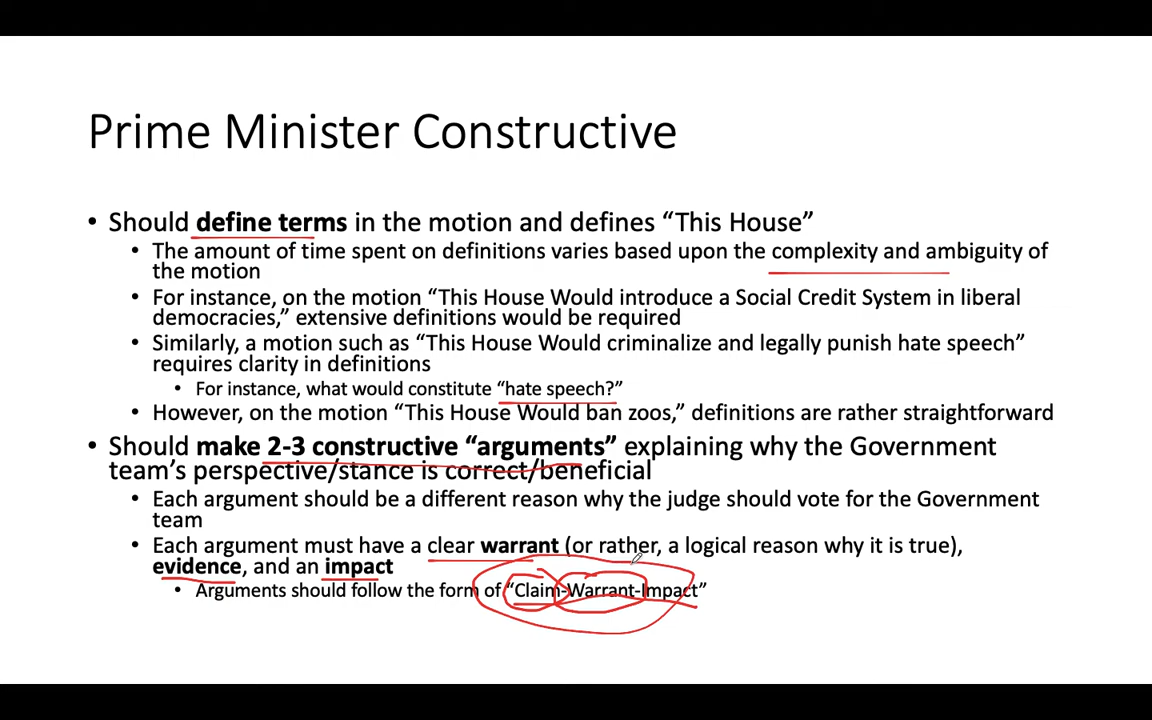 Prime Minister Constructive
• Should define terms in the motion and defines “This House”
• The amount of time spent on definitions varies based upon the complexity and ambiguity of
the motion
• For instance, on the motion “This House Would introduce a Social Credit System in liberal
democracies,” extensive definitions would be required
• Similarly, a motion such as “This House Would criminalize and legally punish hate speech”
requires clarity in definitions
• For instance, what would constitute “hate speech?”
• However, on the motion “This House Would ban zoos,” definitions are rather straightforward
• Should make 2-3 constructive “arguments” explaining why the Government
team’s perspective/stance is correct/beneficial
• Each argument should be a different reason why the judge should vote for the Government
team
• Each argument must have a clear warrant (or rather, a logical reason why it is true),
evidence, and an impact
• Arguments should follow the form of “Claim-Warrant-Impact”